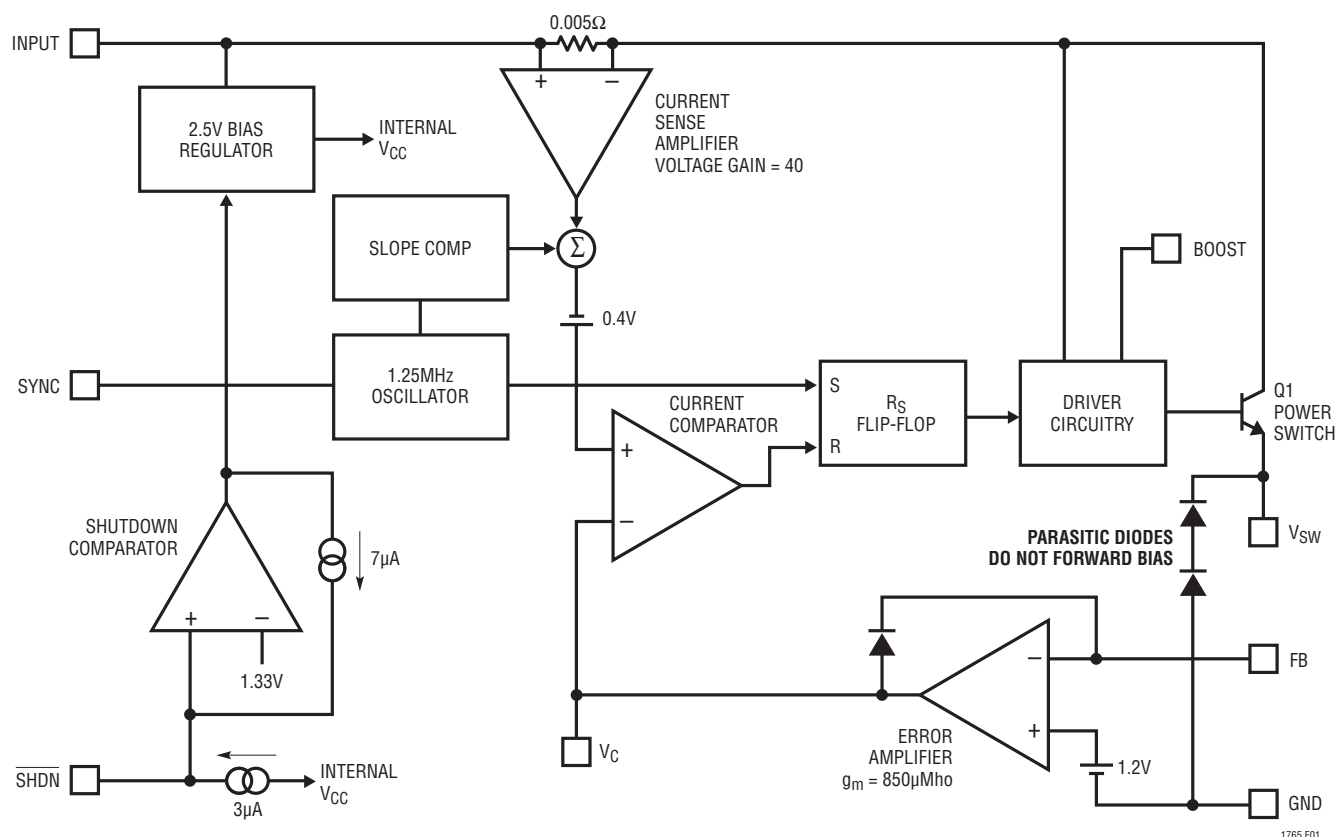 INPUT
0.005Ω
+
−
2.5V BIAS
REGULATOR
INTERNAL
VCC
CURRENT
SENSE
AMPLIFIER
VOLTAGE GAIN = 40
SLOPE COMP
Σ
BOOST
0.4V
SYNC
1.25MHz
OSCILLATOR
CURRENT
COMPARATOR
S
RS
FLIP-FLOP
R
DRIVER
CIRCUITRY
Q1
POWER
SWITCH
+
−
SHUTDOWN
COMPARATOR
7µA
+
−
1.33V
PARASITIC DIODES
DO NOT FORWARD BIAS
VSW
−
FB
+
ERROR
AMPLIFIER
gm = 850µMho
1.2V
VC
SHDN
3µA
INTERNAL
VCC
GND
1765 F01